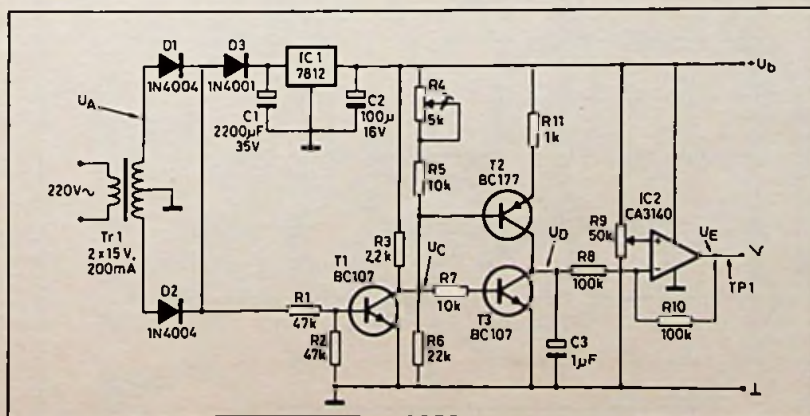 D1
1N4004
D3
1N4001
IC1
7812
+Ub
UA
C1
2200µF
35V
C2
100µ
16V
R4
5k
R11
1k
R5
10k
T2
BC177
220V~
Tr1
2x15V,
200mA
R3
2,2k
UC
UD
R9
50k
IC2
CA3140
+
-
UE
TP1
D2
1N4004
R1
47k
T1
BC107
R7
10k
T3
BC107
R8
100k
R10
100k
R2
47k
R6
22k
C3
1µF